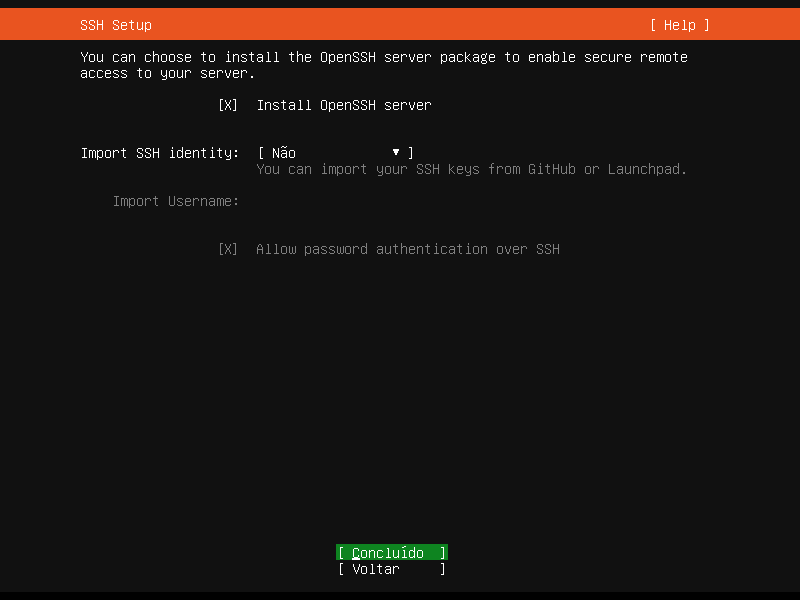 SSH Setup [ Help ]
You can choose to install the OpenSSH server package to enable secure remote
access to your server.
[X] Install OpenSSH server
Import SSH identity: [ Não ▾ ]
You can import your SSH keys from GitHub or Launchpad.
Import Username:
[X] Allow password authentication over SSH
[ Concluído ]
[ Voltar ]